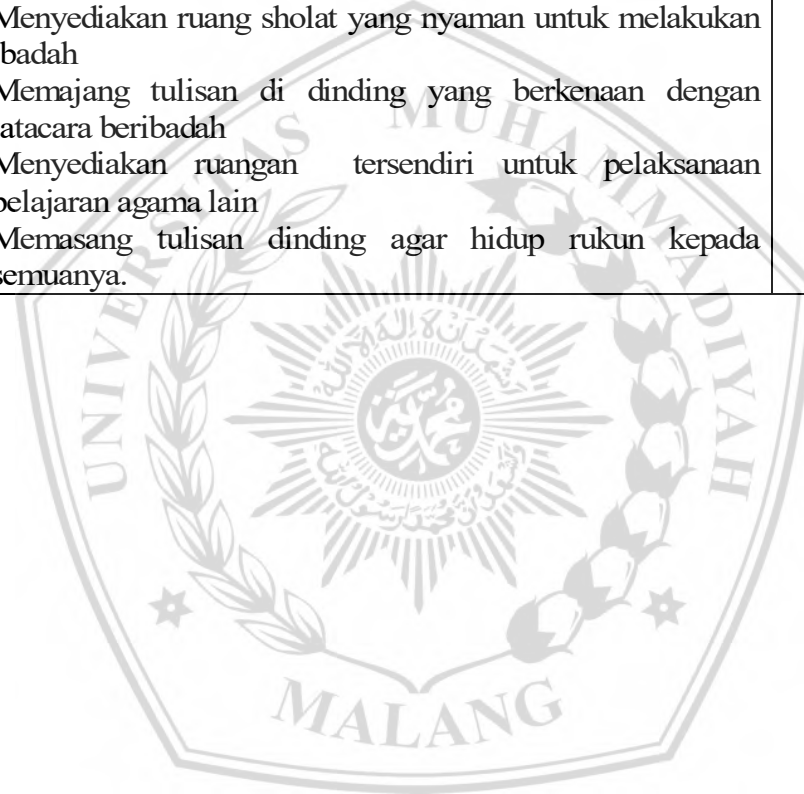 Menyediakan ruang sholat yang nyaman untuk melakukan
badah
Memajang tulisan di dinding yang berkenaan dengan
atacara beribadah
Menyediakan ruangan tersendiri untuk pelaksanaan
pelajaran agama lain
Memasang tulisan dinding agar hidup rukun kepada
semuanya.
UNIVERSITAS MUHAMMADIYAH
MALANG